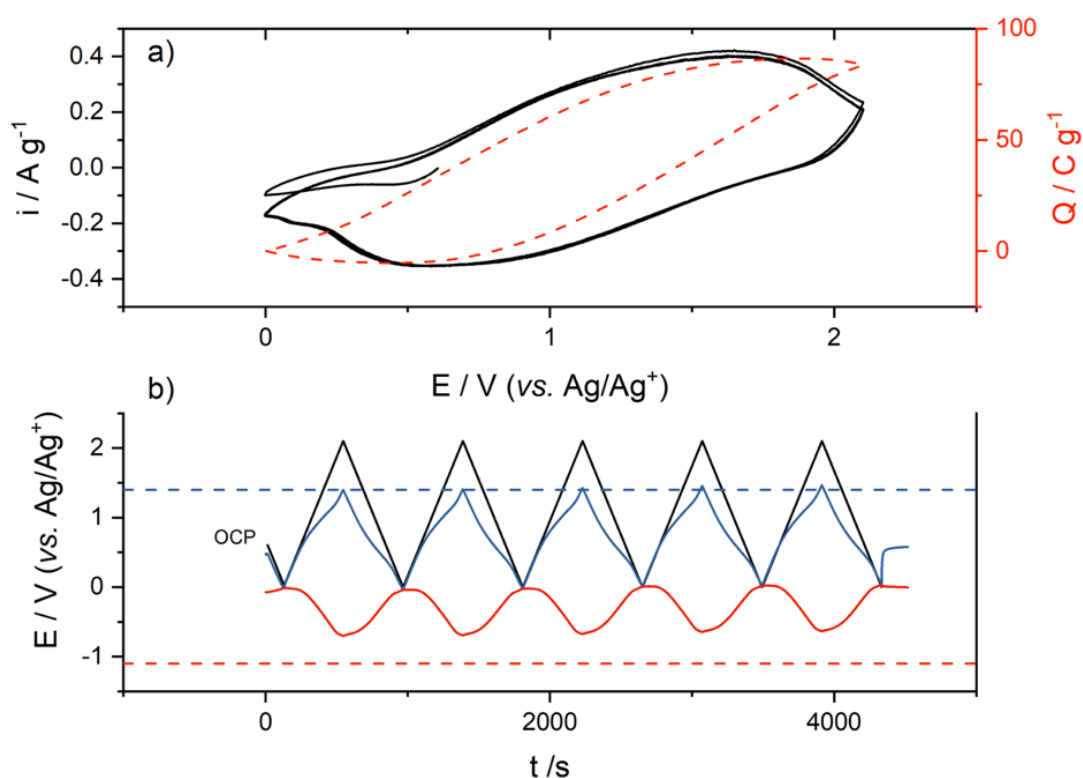 a)
0.4
0.2
0.0
-0.2
-0.4
i / A g⁻¹
100
50
0
Q / C g⁻¹
0
1
2
E / V (vs. Ag/Ag⁺)
b)
2
1
0
-1
E / V (vs. Ag/Ag⁺)
OCP
0
2000
4000
t /s